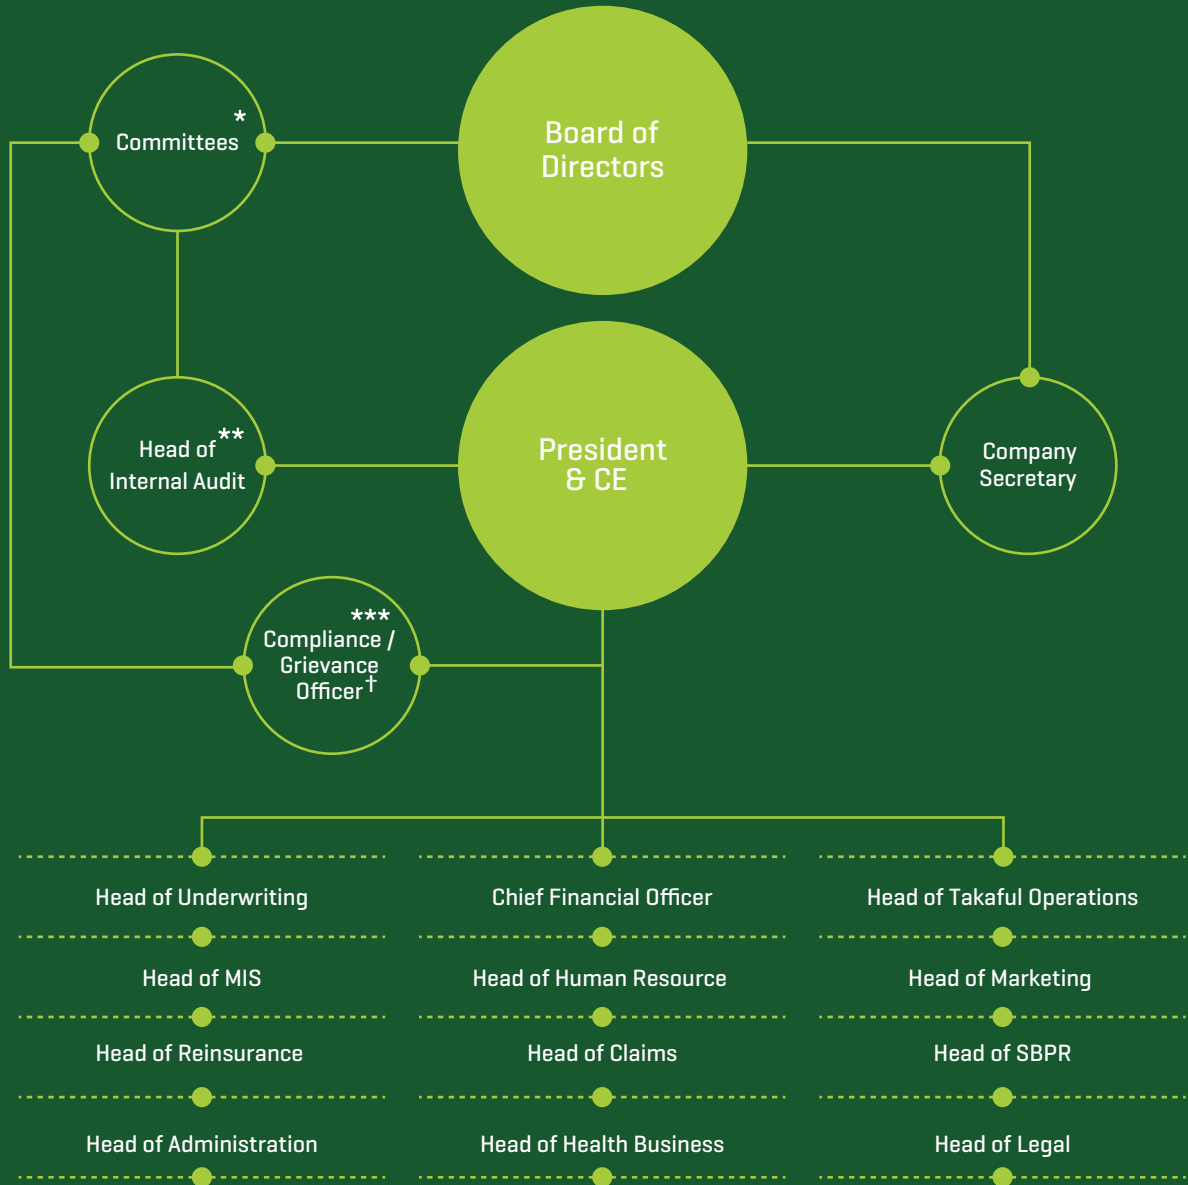 Board of
Directors
Committees *
President
& CE
Head of **
Internal Audit
Company
Secretary
***
Compliance /
Grievance
Officer†
Head of Underwriting
Chief Financial Officer
Head of Takaful Operations
Head of MIS
Head of Human Resource
Head of Marketing
Head of Reinsurance
Head of Claims
Head of SBPR
Head of Administration
Head of Health Business
Head of Legal